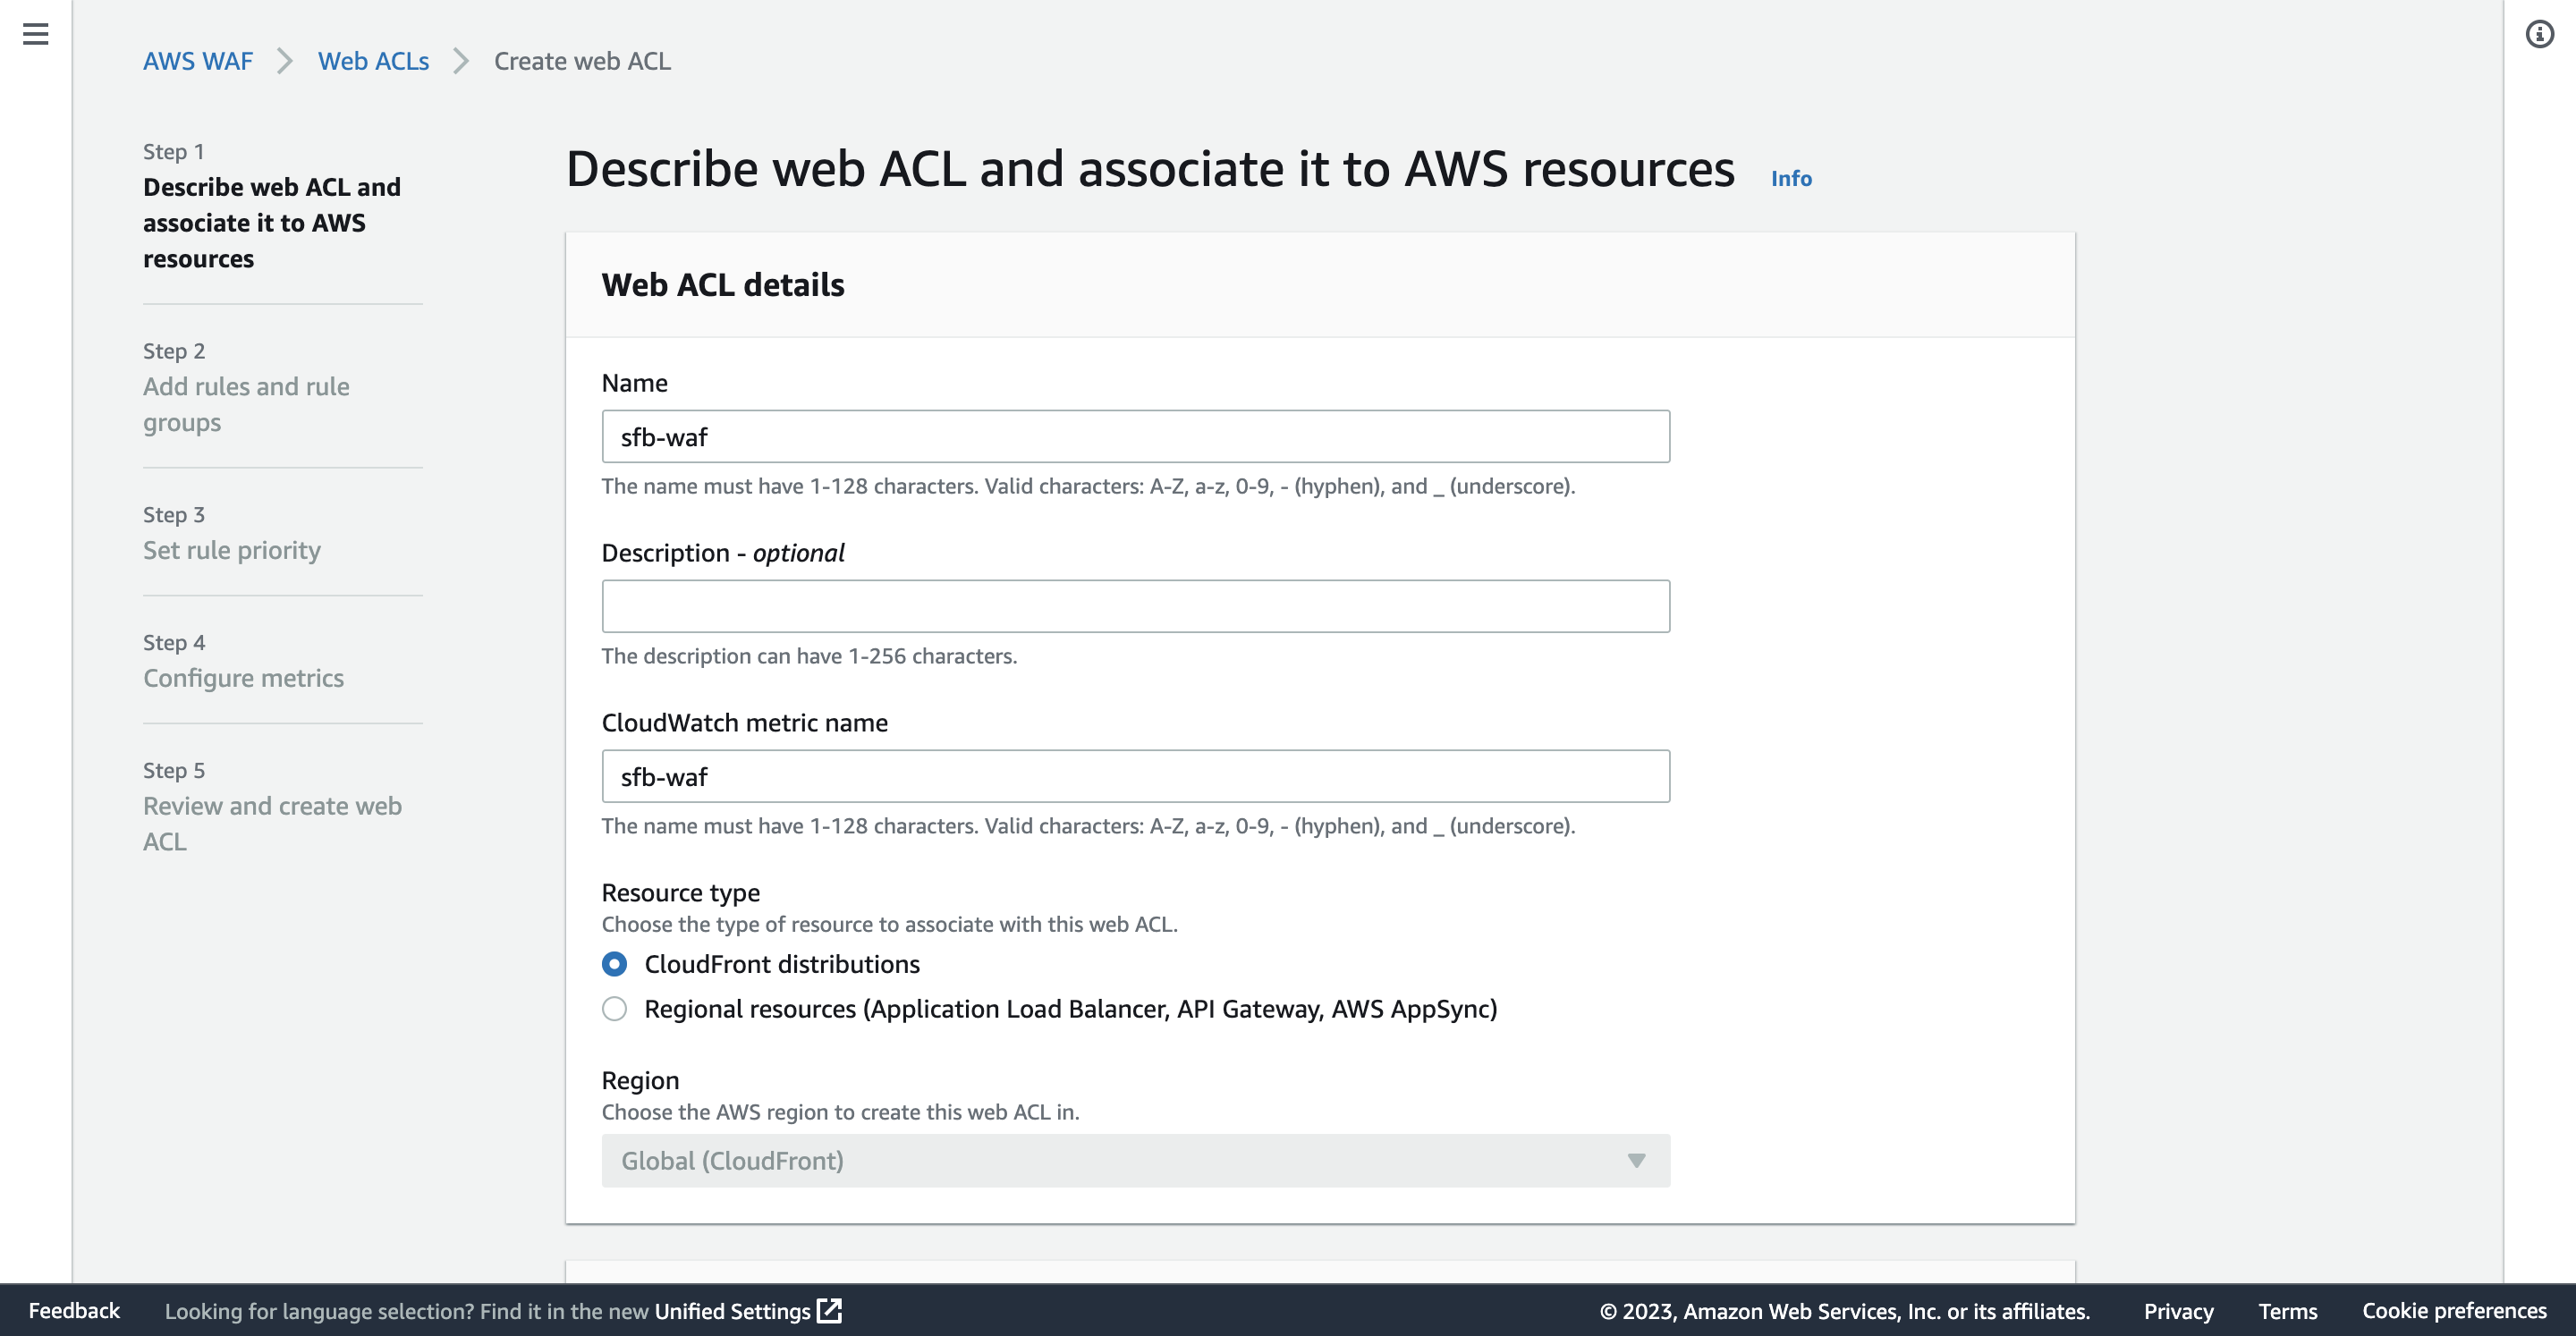 AWS WAF > Web ACLs > Create web ACL
Step 1
Describe web ACL and
associate it to AWS
resources
Step 2
Add rules and rule
groups
Step 3
Set rule priority
Step 4
Configure metrics
Step 5
Review and create web
ACL
Describe web ACL and associate it to AWS resources Info
Web ACL details
Name
sfb-waf
The name must have 1-128 characters. Valid characters: A-Z, a-z, 0-9, - (hyphen), and _ (underscore).
Description - optional
The description can have 1-256 characters.
CloudWatch metric name
sfb-waf
The name must have 1-128 characters. Valid characters: A-Z, a-z, 0-9, - (hyphen), and _ (underscore).
Resource type
Choose the type of resource to associate with this web ACL.
CloudFront distributions
Regional resources (Application Load Balancer, API Gateway, AWS AppSync)
Region
Choose the AWS region to create this web ACL in.
Global (CloudFront)
Feedback Looking for language selection? Find it in the new Unified Settings © 2023, Amazon Web Services, Inc. or its affiliates. Privacy Terms Cookie preferences